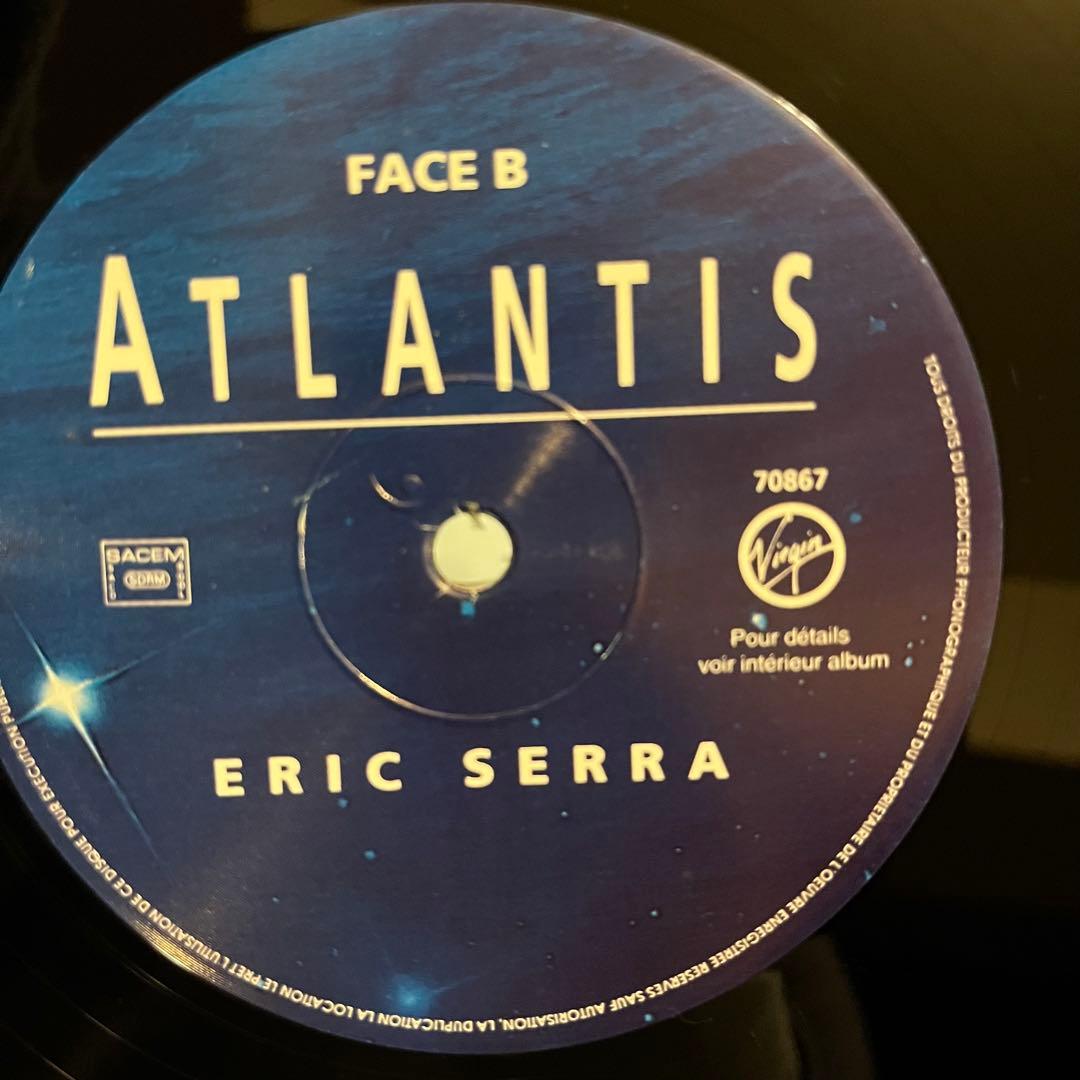 FACE B
ATLANTIS
70867
Virgin
SACEM
SDRM
Pour détails
voir intérieur album
ERIC SERRA
TOUS DROITS DU PRODUCTEUR PHONOGRAPHIQUE ET DU PROPRIETAIRE DE L'OEUVRE ENREGISTREE RESERVES SAUF AUTORISATION, LA DUPLICATION LA LOCATION LE PRET L UTILISATION DE CE DISQUE POUR EXECUTION